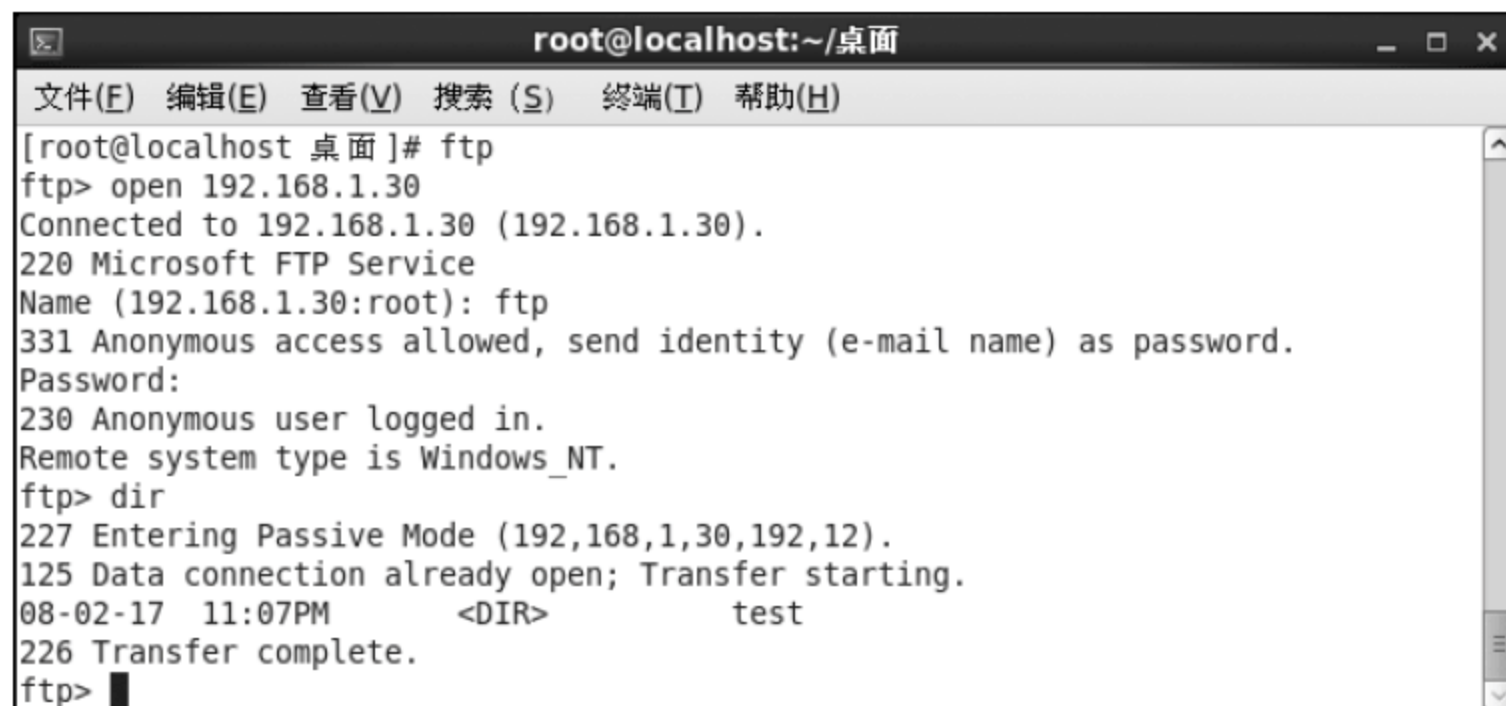 root@localhost:~/桌面
文件(F) 编辑(E) 查看(V) 搜索 (S) 终端(T) 帮助(H)
[root@localhost 桌面]# ftp
ftp> open 192.168.1.30
Connected to 192.168.1.30 (192.168.1.30).
220 Microsoft FTP Service
Name (192.168.1.30:root): ftp
331 Anonymous access allowed, send identity (e-mail name) as password.
Password:
230 Anonymous user logged in.
Remote system type is Windows_NT.
ftp> dir
227 Entering Passive Mode (192,168,1,30,192,12).
125 Data connection already open; Transfer starting.
08-02-17  11:07PM       <DIR>          test
226 Transfer complete.
ftp>